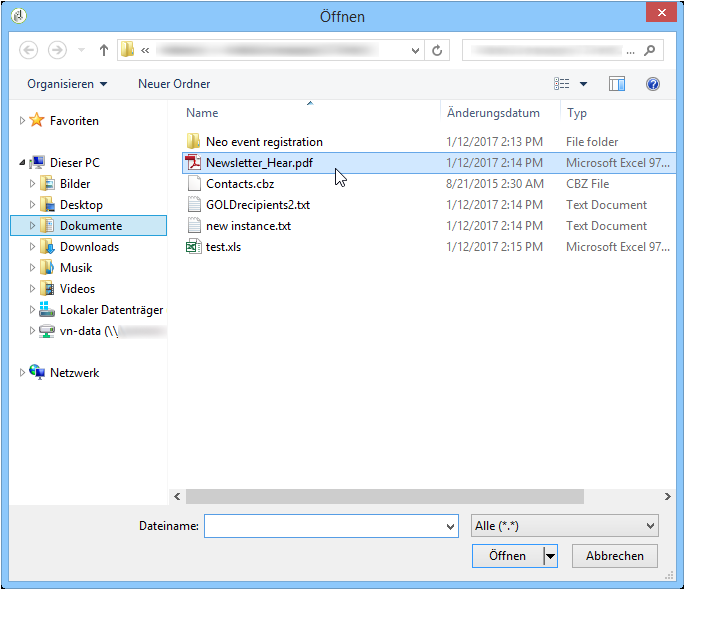 Öffnen
«
...
Organisieren
Neuer Ordner
Name Änderungsdatum Typ
Favoriten
Dieser PC
Bilder
Desktop
Dokumente
Downloads
Musik
Videos
Lokaler Datenträger
vn-data (\\
Netzwerk
Neo event registration 1/12/2017 2:13 PM File folder
Newsletter_Hear.pdf 1/12/2017 2:14 PM Microsoft Excel 97...
Contacts.cbz 8/21/2015 2:30 AM CBZ File
GOLDrecipients2.txt 1/12/2017 2:14 PM Text Document
new instance.txt 1/12/2017 2:14 PM Text Document
test.xls 1/12/2017 2:15 PM Microsoft Excel 97...
Dateiname:
Alle (*.*)
Öffnen
Abbrechen